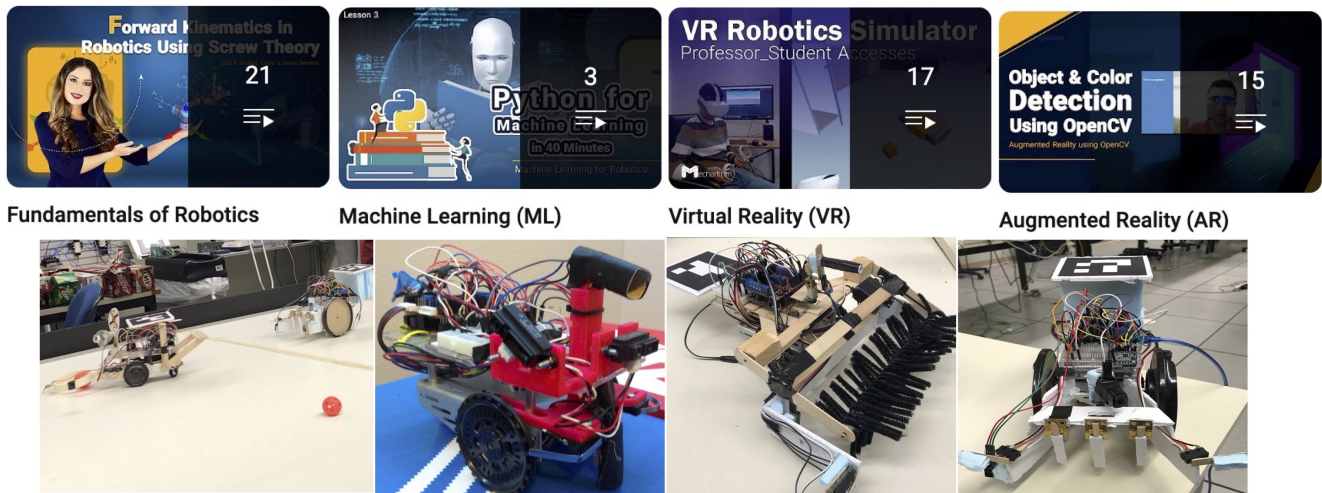 Forward Kinematics in
Robotics Using Screw Theory
21
Lesson 3
Python for
Machine Learning
in 40 Minutes
Machine Learning for Robotics
3
VR Robotics Simulator
Professor_Student Accesses
17
Mecharithm
Object & Color
Detection
Using OpenCV
Augmented Reality using OpenCV
15
Fundamentals of Robotics
Machine Learning (ML)
Virtual Reality (VR)
Augmented Reality (AR)